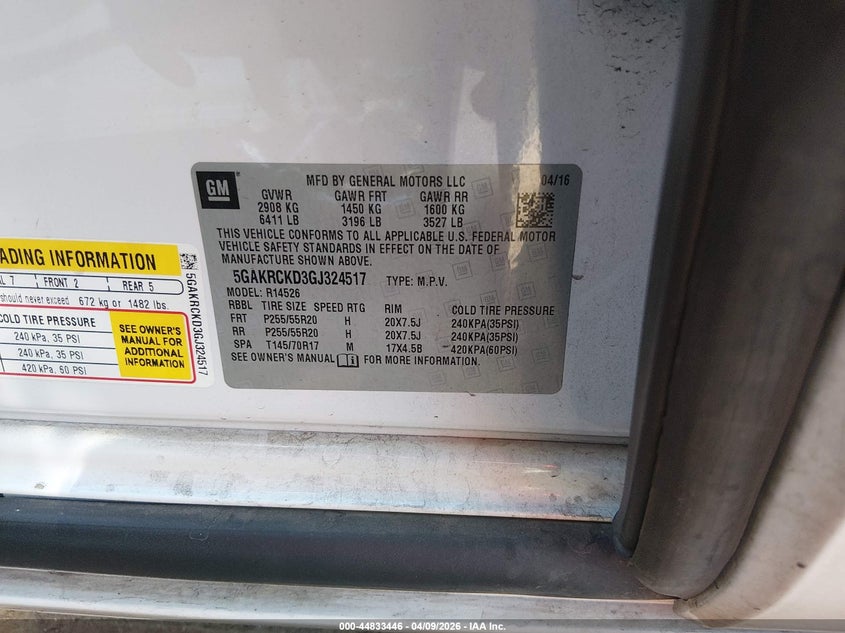 GM
MFD BY GENERAL MOTORS LLC 04/16
GVWR GAWR FRT GAWR RR
2908 KG 1450 KG 1600 KG
6411 LB 3196 LB 3527 LB
THIS VEHICLE CONFORMS TO ALL APPLICABLE U.S. FEDERAL MOTOR
VEHICLE SAFETY STANDARDS IN EFFECT ON THE DATE OF
MANUFACTURE SHOWN ABOVE.
5GAKRCKD3GJ324517 TYPE: M.P.V.
MODEL: R14526
RBBL TIRE SIZE SPEED RTG RIM COLD TIRE PRESSURE
FRT P255/55R20 H 20X7.5J 240KPA(35PSI)
RR P255/55R20 H 20X7.5J 240KPA(35PSI)
SPA T145/70R17 M 17X4.5B 420KPA(60PSI)
SEE OWNER'S MANUAL FOR MORE INFORMATION.
ADING INFORMATION
AL 7 FRONT 2 REAR 5
should never exceed 672 kg or 1482 lbs.
COLD TIRE PRESSURE
240 kPa, 35 PSI
240 kPa, 35 PSI
420 kPa, 60 PSI
SEE OWNER'S
MANUAL FOR
ADDITIONAL
INFORMATION
5GAKRCKD3GJ324517
000-44833446 - 04/09/2026 - IAA Inc.